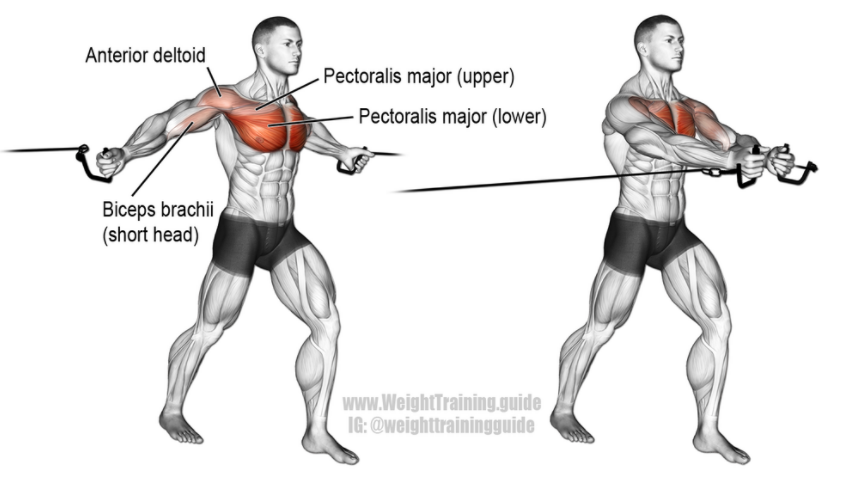 Anterior deltoid
Pectoralis major (upper)
Pectoralis major (lower)
Biceps brachii
(short head)
www.WeightTraining.guide
IG: @weighttrainingguide